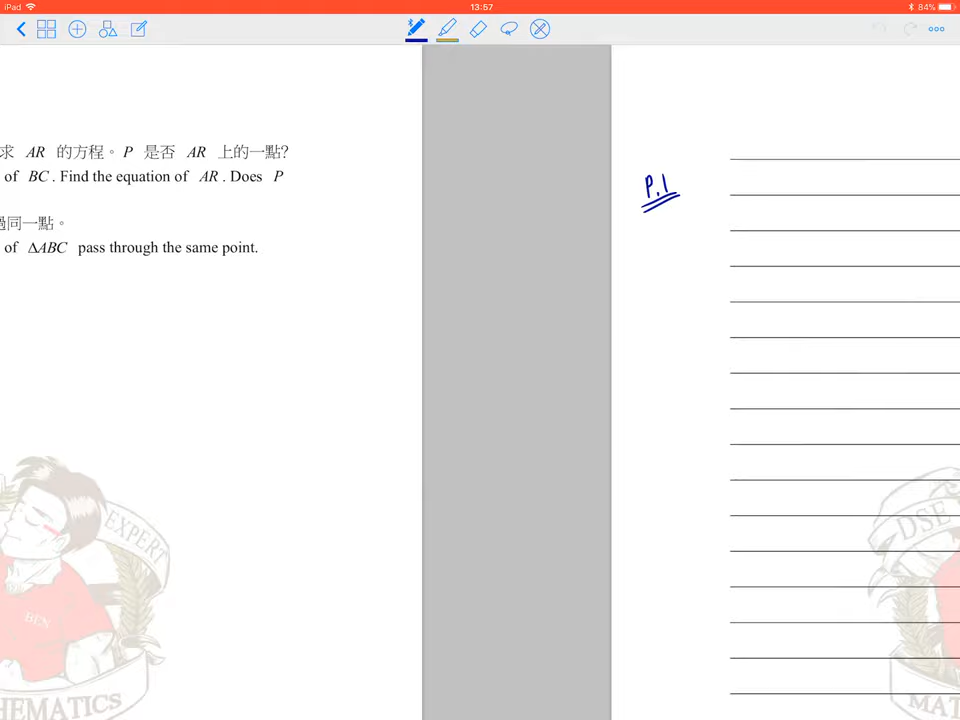 iPad 13:57 84%
求 AR 的方程。P 是否 AR 上的一點?
of BC . Find the equation of AR . Does P
過同一點。
of ΔABC pass through the same point.
P.1
EXPERT
BEN
DSE